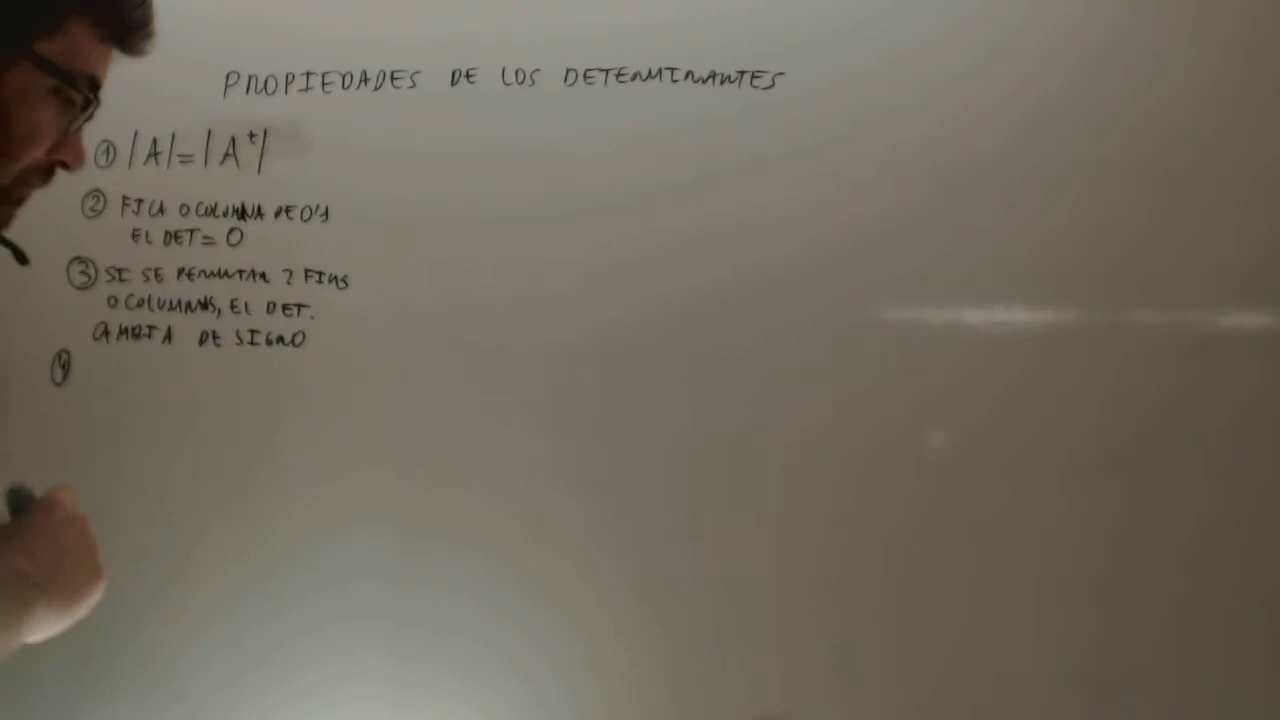 PROPIEDADES DE LOS DETERMINANTES
① |A|=|Aᵗ|
② FILA O COLUMNA DE 0's
EL DET = 0
③ SI SE PERMUTAN 2 FILAS
O COLUMNAS, EL DET.
CAMBIA DE SIGNO
④